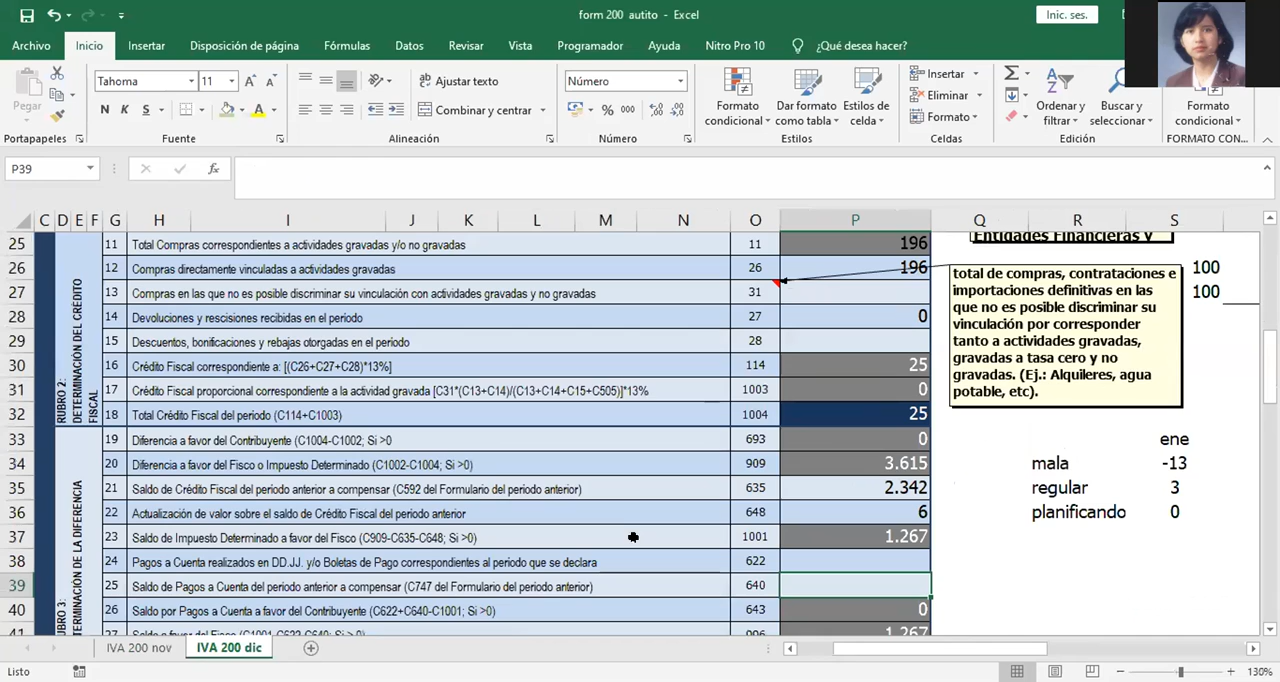 form 200 autito - Excel
Inic. ses.
Archivo Inicio Insertar Disposición de página Fórmulas Datos Revisar Vista Programador Ayuda Nitro Pro 10 ¿Qué desea hacer?
Pegar
Tahoma 11
N K S
Ajustar texto
Combinar y centrar
Número
% 000
Formato condicional
Dar formato como tabla
Estilos de celda
Insertar
Eliminar
Formato
Ordenar y filtrar
Buscar y seleccionar
Formato condicional
Portapapeles Fuente Alineación Número Estilos Celdas Edición FORMATO CON...
P39 fx
C D E F G H I J K L M N O P Q R S
25 11 Total Compras correspondientes a actividades gravadas y/o no gravadas 11 196
26 12 Compras directamente vinculadas a actividades gravadas 26 196 100
27 13 Compras en las que no es posible discriminar su vinculación con actividades gravadas y no gravadas 31 100
28 14 Devoluciones y rescisiones recibidas en el periodo 27 0
29 15 Descuentos, bonificaciones y rebajas otorgadas en el periodo 28
30 16 Crédito Fiscal correspondiente a: [(C26+C27+C28)*13%] 114 25
31 17 Crédito Fiscal proporcional correspondiente a la actividad gravada [C31*(C13+C14)/(C13+C14+C15+C505)]*13% 1003 0
32 18 Total Crédito Fiscal del periodo (C114+C1003) 1004 25
33 19 Diferencia a favor del Contribuyente (C1004-C1002; Si >0 693 0 ene
34 20 Diferencia a favor del Fisco o Impuesto Determinado (C1002-C1004; Si >0) 909 3.615 mala -13
35 21 Saldo de Crédito Fiscal del periodo anterior a compensar (C592 del Formulario del periodo anterior) 635 2.342 regular 3
36 22 Actualización de valor sobre el saldo de Crédito Fiscal del periodo anterior 648 6 planificando 0
37 23 Saldo de Impuesto Determinado a favor del Fisco (C909-C635-C648; Si >0) 1001 1.267
38 24 Pagos a Cuenta realizados en DD.JJ. y/o Boletas de Pago correspondientes al periodo que se declara 622
39 25 Saldo de Pagos a Cuenta del periodo anterior a compensar (C747 del Formulario del periodo anterior) 640
40 26 Saldo por Pagos a Cuenta a favor del Contribuyente (C622+C640-C1001; Si >0) 643 0
41 27 Saldo a favor del Fisco (C1001-C622-C640; Si >0) 996 1.267
RUBRO 2:
DETERMINACIÓN DEL CRÉDITO
FISCAL
UBRO 3:
TERMINACIÓN DE LA DIFERENCIA
Entidades Financieras y
total de compras, contrataciones e
importaciones definitivas en las
que no es posible discriminar su
vinculación por corresponder
tanto a actividades gravadas,
gravadas a tasa cero y no
gravadas. (Ej.: Alquileres, agua
potable, etc).
IVA 200 nov IVA 200 dic
Listo 130%